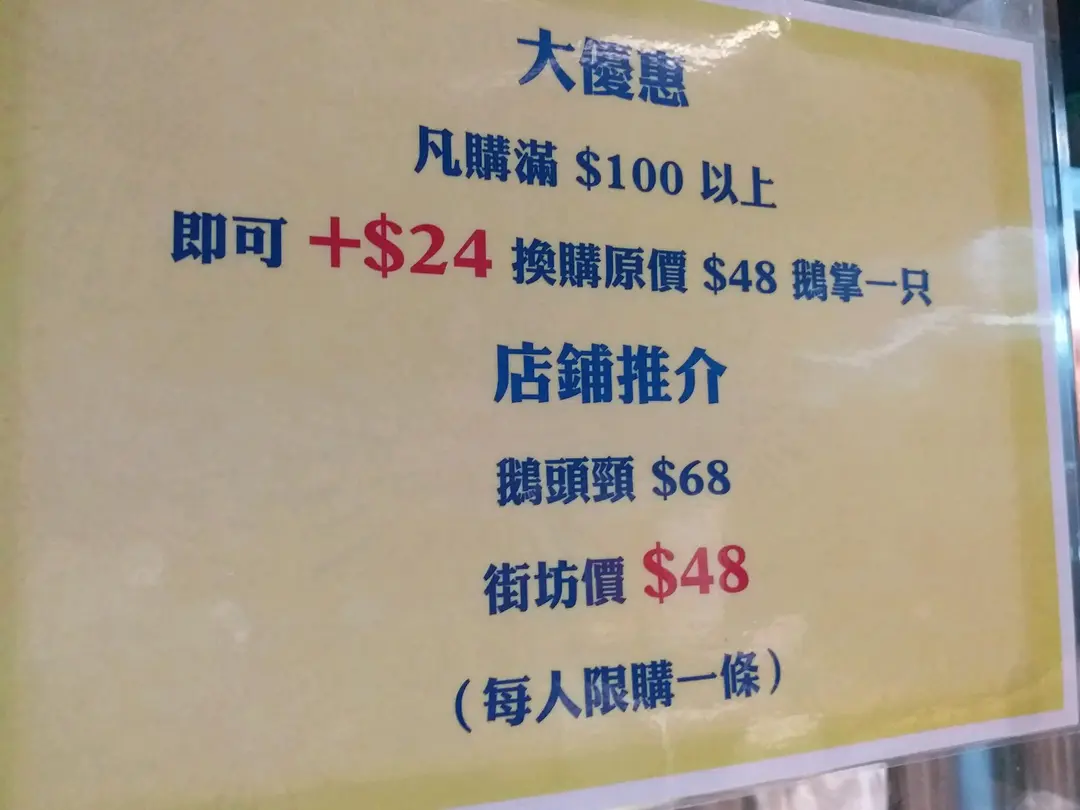 大優惠
凡購滿 $100 以上
即可 +$24 換購原價 $48 鵝掌一只
店鋪推介
鵝頭頸 $68
街坊價 $48
(每人限購一條)